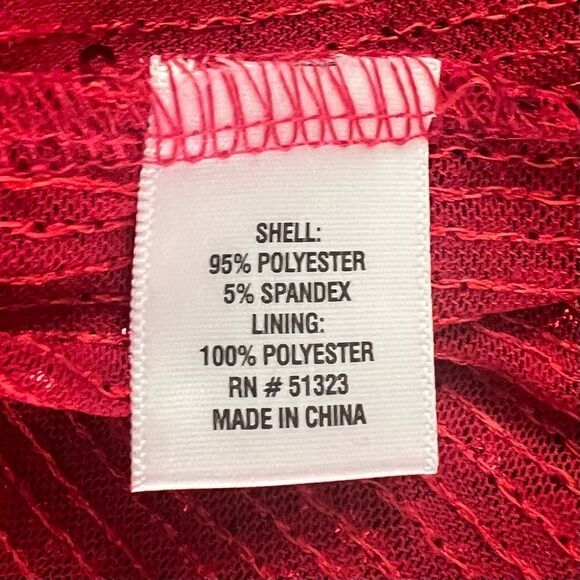 SHELL:
95% POLYESTER
5% SPANDEX
LINING:
100% POLYESTER
RN # 51323
MADE IN CHINA